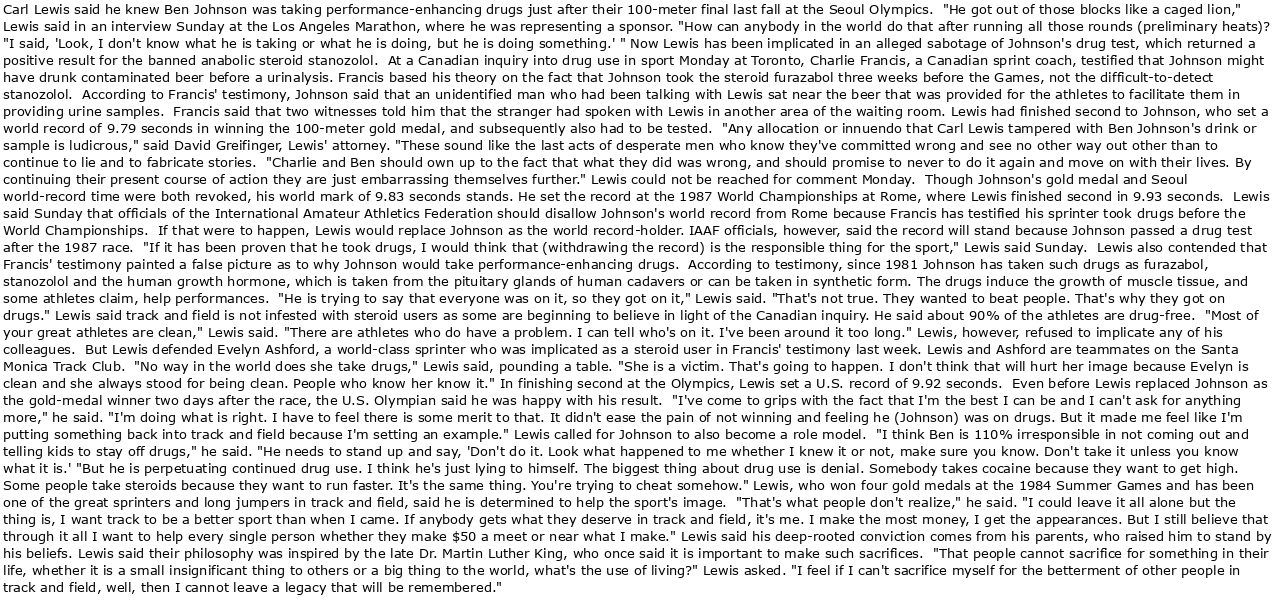 Carl Lewis said he knew Ben Johnson was taking performance-enhancing drugs just after their 100-meter final last fall at the Seoul Olympics.  "He got out of those blocks like a caged lion,"
Lewis said in an interview Sunday at the Los Angeles Marathon, where he was representing a sponsor. "How can anybody in the world do that after running all those rounds (preliminary heats)?
"I said, 'Look, I don't know what he is taking or what he is doing, but he is doing something.' " Now Lewis has been implicated in an alleged sabotage of Johnson's drug test, which returned a
positive result for the banned anabolic steroid stanozolol.  At a Canadian inquiry into drug use in sport Monday at Toronto, Charlie Francis, a Canadian sprint coach, testified that Johnson might
have drunk contaminated beer before a urinalysis. Francis based his theory on the fact that Johnson took the steroid furazabol three weeks before the Games, not the difficult-to-detect
stanozolol.  According to Francis' testimony, Johnson said that an unidentified man who had been talking with Lewis sat near the beer that was provided for the athletes to facilitate them in
providing urine samples.  Francis said that two witnesses told him that the stranger had spoken with Lewis in another area of the waiting room. Lewis had finished second to Johnson, who set a
world record of 9.79 seconds in winning the 100-meter gold medal, and subsequently also had to be tested.  "Any allocation or innuendo that Carl Lewis tampered with Ben Johnson's drink or
sample is ludicrous," said David Greifinger, Lewis' attorney. "These sound like the last acts of desperate men who know they've committed wrong and see no other way out other than to
continue to lie and to fabricate stories.  "Charlie and Ben should own up to the fact that what they did was wrong, and should promise to never to do it again and move on with their lives. By
continuing their present course of action they are just embarrassing themselves further." Lewis could not be reached for comment Monday.  Though Johnson's gold medal and Seoul
world-record time were both revoked, his world mark of 9.83 seconds stands. He set the record at the 1987 World Championships at Rome, where Lewis finished second in 9.93 seconds.  Lewis
said Sunday that officials of the International Amateur Athletics Federation should disallow Johnson's world record from Rome because Francis has testified his sprinter took drugs before the
World Championships.  If that were to happen, Lewis would replace Johnson as the world record-holder. IAAF officials, however, said the record will stand because Johnson passed a drug test
after the 1987 race.  "If it has been proven that he took drugs, I would think that (withdrawing the record) is the responsible thing for the sport," Lewis said Sunday.  Lewis also contended that
Francis' testimony painted a false picture as to why Johnson would take performance-enhancing drugs.  According to testimony, since 1981 Johnson has taken such drugs as furazabol,
stanozolol and the human growth hormone, which is taken from the pituitary glands of human cadavers or can be taken in synthetic form. The drugs induce the growth of muscle tissue, and
some athletes claim, help performances.  "He is trying to say that everyone was on it, so they got on it," Lewis said. "That's not true. They wanted to beat people. That's why they got on
drugs." Lewis said track and field is not infested with steroid users as some are beginning to believe in light of the Canadian inquiry. He said about 90% of the athletes are drug-free.  "Most of
your great athletes are clean," Lewis said. "There are athletes who do have a problem. I can tell who's on it. I've been around it too long." Lewis, however, refused to implicate any of his
colleagues.  But Lewis defended Evelyn Ashford, a world-class sprinter who was implicated as a steroid user in Francis' testimony last week. Lewis and Ashford are teammates on the Santa
Monica Track Club.  "No way in the world does she take drugs," Lewis said, pounding a table. "She is a victim. That's going to happen. I don't think that will hurt her image because Evelyn is
clean and she always stood for being clean. People who know her know it." In finishing second at the Olympics, Lewis set a U.S. record of 9.92 seconds.  Even before Lewis replaced Johnson as
the gold-medal winner two days after the race, the U.S. Olympian said he was happy with his result.  "I've come to grips with the fact that I'm the best I can be and I can't ask for anything
more," he said. "I'm doing what is right. I have to feel there is some merit to that. It didn't ease the pain of not winning and feeling he (Johnson) was on drugs. But it made me feel like I'm
putting something back into track and field because I'm setting an example." Lewis called for Johnson to also become a role model.  "I think Ben is 110% irresponsible in not coming out and
telling kids to stay off drugs," he said. "He needs to stand up and say, 'Don't do it. Look what happened to me whether I knew it or not, make sure you know. Don't take it unless you know
what it is.' "But he is perpetuating continued drug use. I think he's just lying to himself. The biggest thing about drug use is denial. Somebody takes cocaine because they want to get high.
Some people take steroids because they want to run faster. It's the same thing. You're trying to cheat somehow." Lewis, who won four gold medals at the 1984 Summer Games and has been
one of the great sprinters and long jumpers in track and field, said he is determined to help the sport's image.  "That's what people don't realize," he said. "I could leave it all alone but the
thing is, I want track to be a better sport than when I came. If anybody gets what they deserve in track and field, it's me. I make the most money, I get the appearances. But I still believe that
through it all I want to help every single person whether they make $50 a meet or near what I make." Lewis said his deep-rooted conviction comes from his parents, who raised him to stand by
his beliefs. Lewis said their philosophy was inspired by the late Dr. Martin Luther King, who once said it is important to make such sacrifices.  "That people cannot sacrifice for something in their
life, whether it is a small insignificant thing to others or a big thing to the world, what's the use of living?" Lewis asked. "I feel if I can't sacrifice myself for the betterment of other people in
track and field, well, then I cannot leave a legacy that will be remembered."